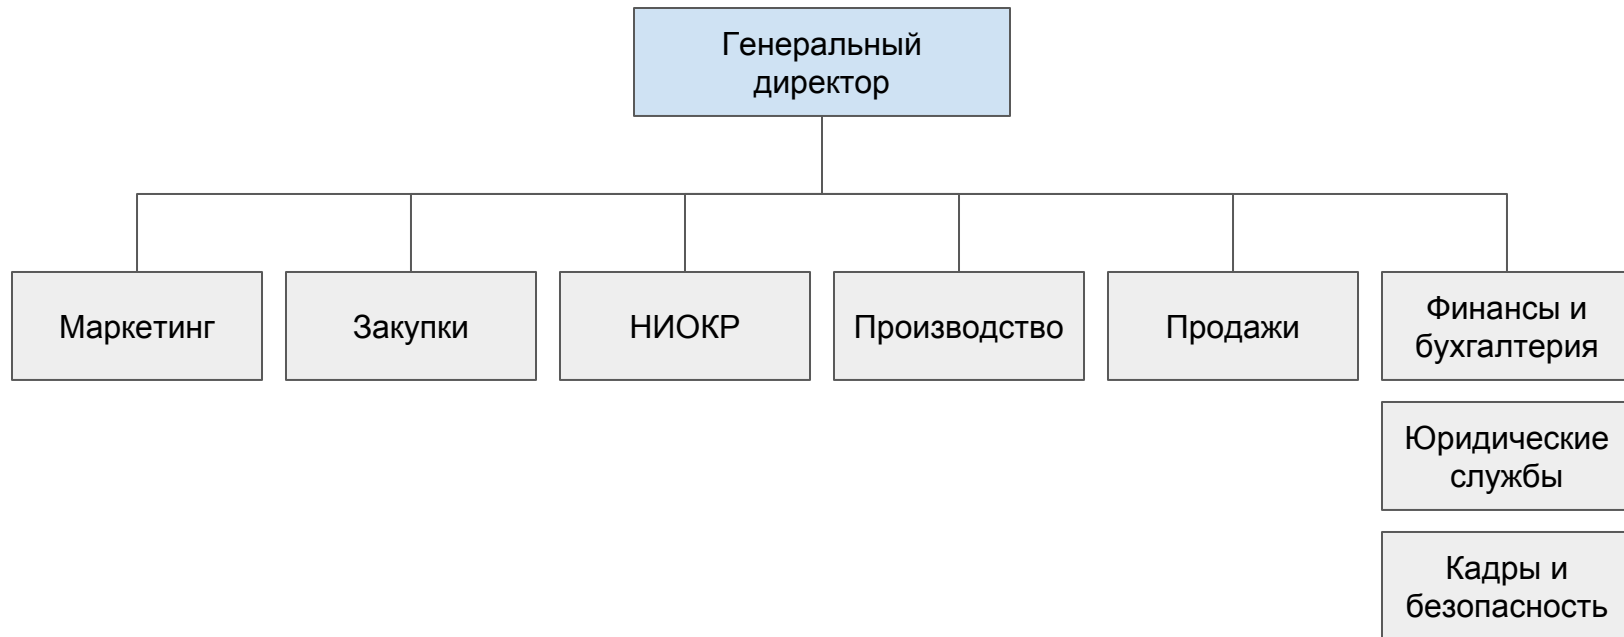 Генеральный
директор
Маркетинг
Закупки
НИОКР
Производство
Продажи
Финансы и
бухгалтерия
Юридические
службы
Кадры и
безопасность